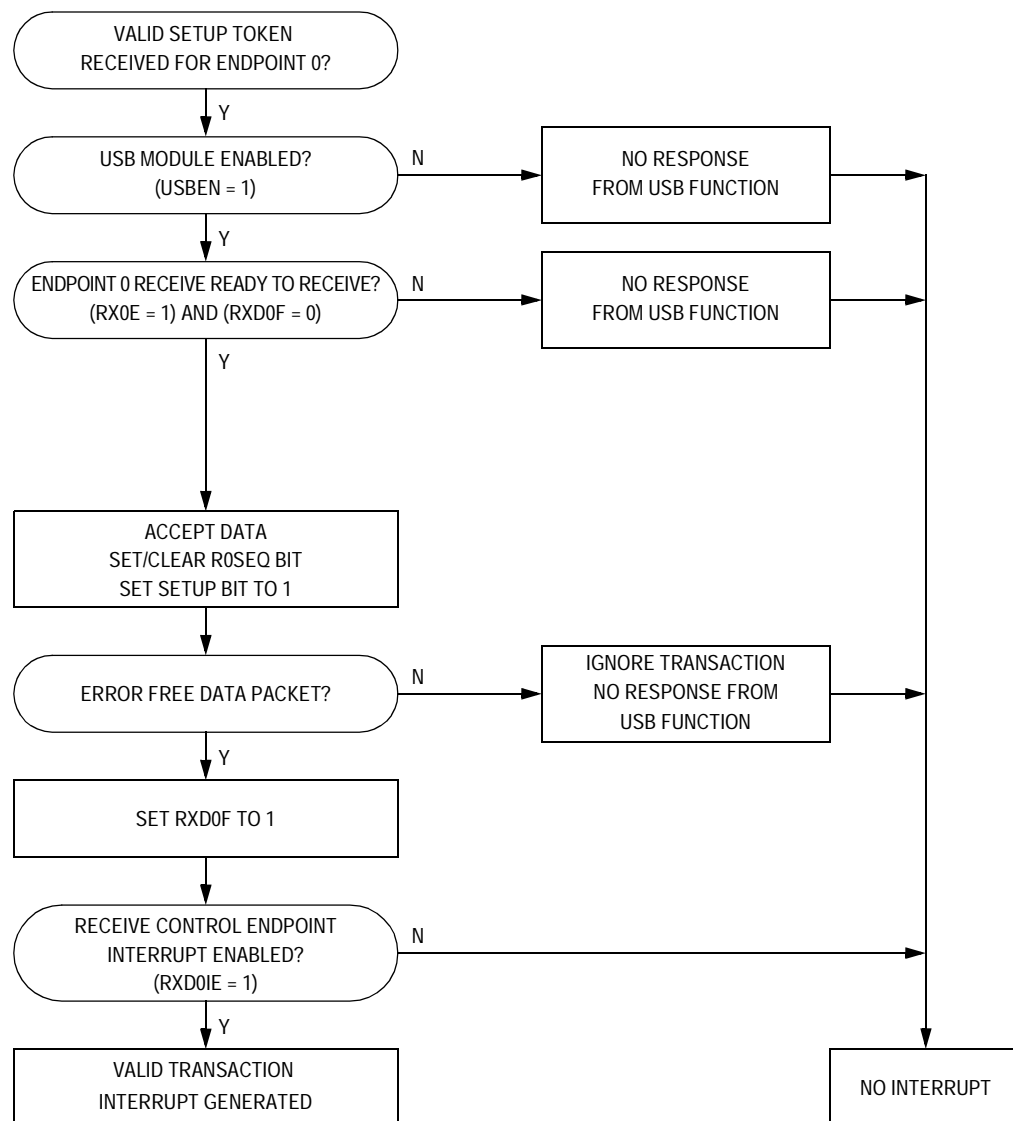 VALID SETUP TOKEN
RECEIVED FOR ENDPOINT 0?
Y
USB MODULE ENABLED?
(USBEN = 1)
N
NO RESPONSE
FROM USB FUNCTION
Y
ENDPOINT 0 RECEIVE READY TO RECEIVE?
(RX0E = 1) AND (RXD0F = 0)
N
NO RESPONSE
FROM USB FUNCTION
Y
ACCEPT DATA
SET/CLEAR R0SEQ BIT
SET SETUP BIT TO 1
ERROR FREE DATA PACKET?
N
IGNORE TRANSACTION
NO RESPONSE FROM
USB FUNCTION
Y
SET RXD0F TO 1
RECEIVE CONTROL ENDPOINT
INTERRUPT ENABLED?
(RXD0IE = 1)
N
Y
VALID TRANSACTION
INTERRUPT GENERATED
NO INTERRUPT